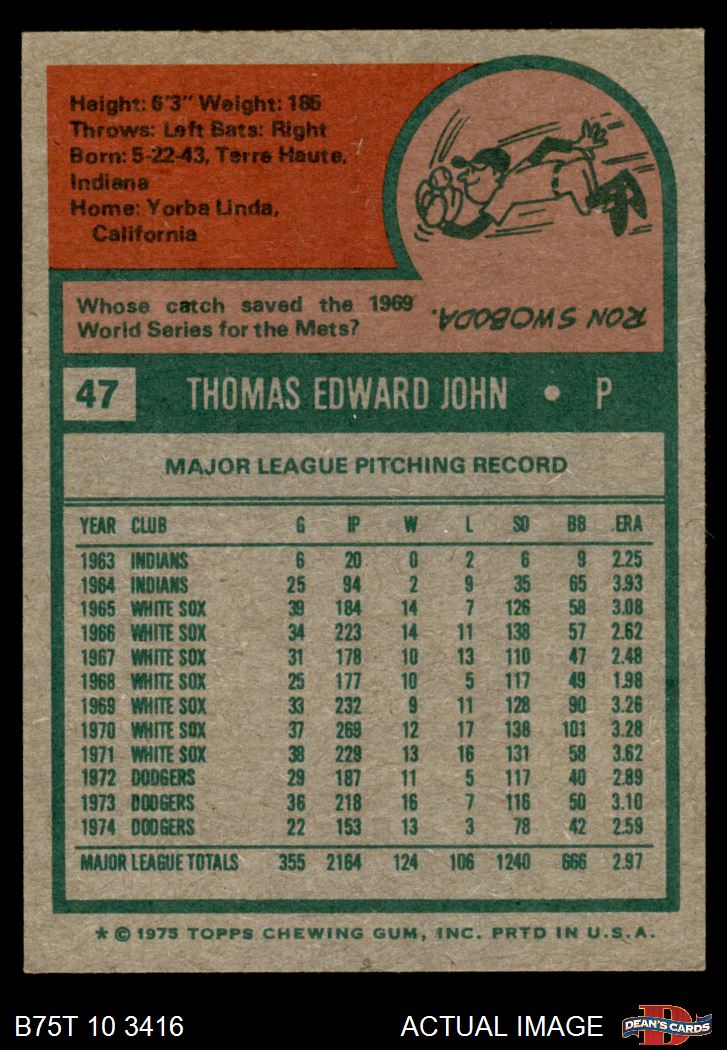 Height: 6'3" Weight: 185
Throws: Left Bats: Right
Born: 5-22-43, Terre Haute,
Indiana
Home: Yorba Linda,
California
Whose catch saved the 1969
World Series for the Mets?
RON SWOBODA.
47 THOMAS EDWARD JOHN • P
MAJOR LEAGUE PITCHING RECORD
YEAR CLUB G IP W L SO BB ERA
1963 INDIANS 6 20 0 2 6 9 2.25
1964 INDIANS 25 94 2 9 35 65 3.93
1965 WHITE SOX 39 184 14 7 126 58 3.08
1966 WHITE SOX 34 223 14 11 138 57 2.62
1967 WHITE SOX 31 178 10 13 110 47 2.48
1968 WHITE SOX 25 177 10 5 117 49 1.98
1969 WHITE SOX 33 232 9 11 128 90 3.26
1970 WHITE SOX 37 269 12 17 138 101 3.28
1971 WHITE SOX 38 229 13 16 131 58 3.62
1972 DODGERS 29 187 11 5 117 40 2.89
1973 DODGERS 36 218 16 7 116 50 3.10
1974 DODGERS 22 153 13 3 78 42 2.59
MAJOR LEAGUE TOTALS 355 2164 124 106 1240 666 2.97
* © 1975 TOPPS CHEWING GUM, INC. PRTD IN U.S.A.
B75T 10 3416 ACTUAL IMAGE
DEAN'S CARDS